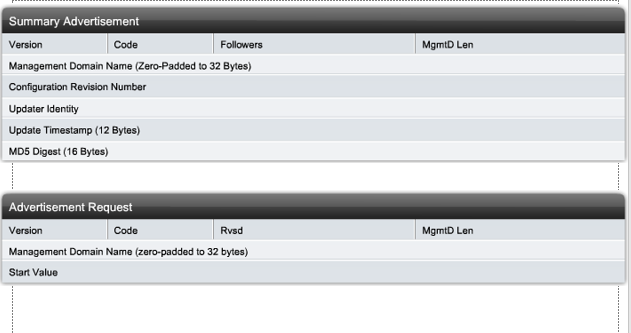 Summary Advertisement
Version Code Followers MgmtD Len
Management Domain Name (Zero-Padded to 32 Bytes)
Configuration Revision Number
Updater Identity
Update Timestamp (12 Bytes)
MD5 Digest (16 Bytes)
Advertisement Request
Version Code Rvsd MgmtD Len
Management Domain Name (zero-padded to 32 bytes)
Start Value